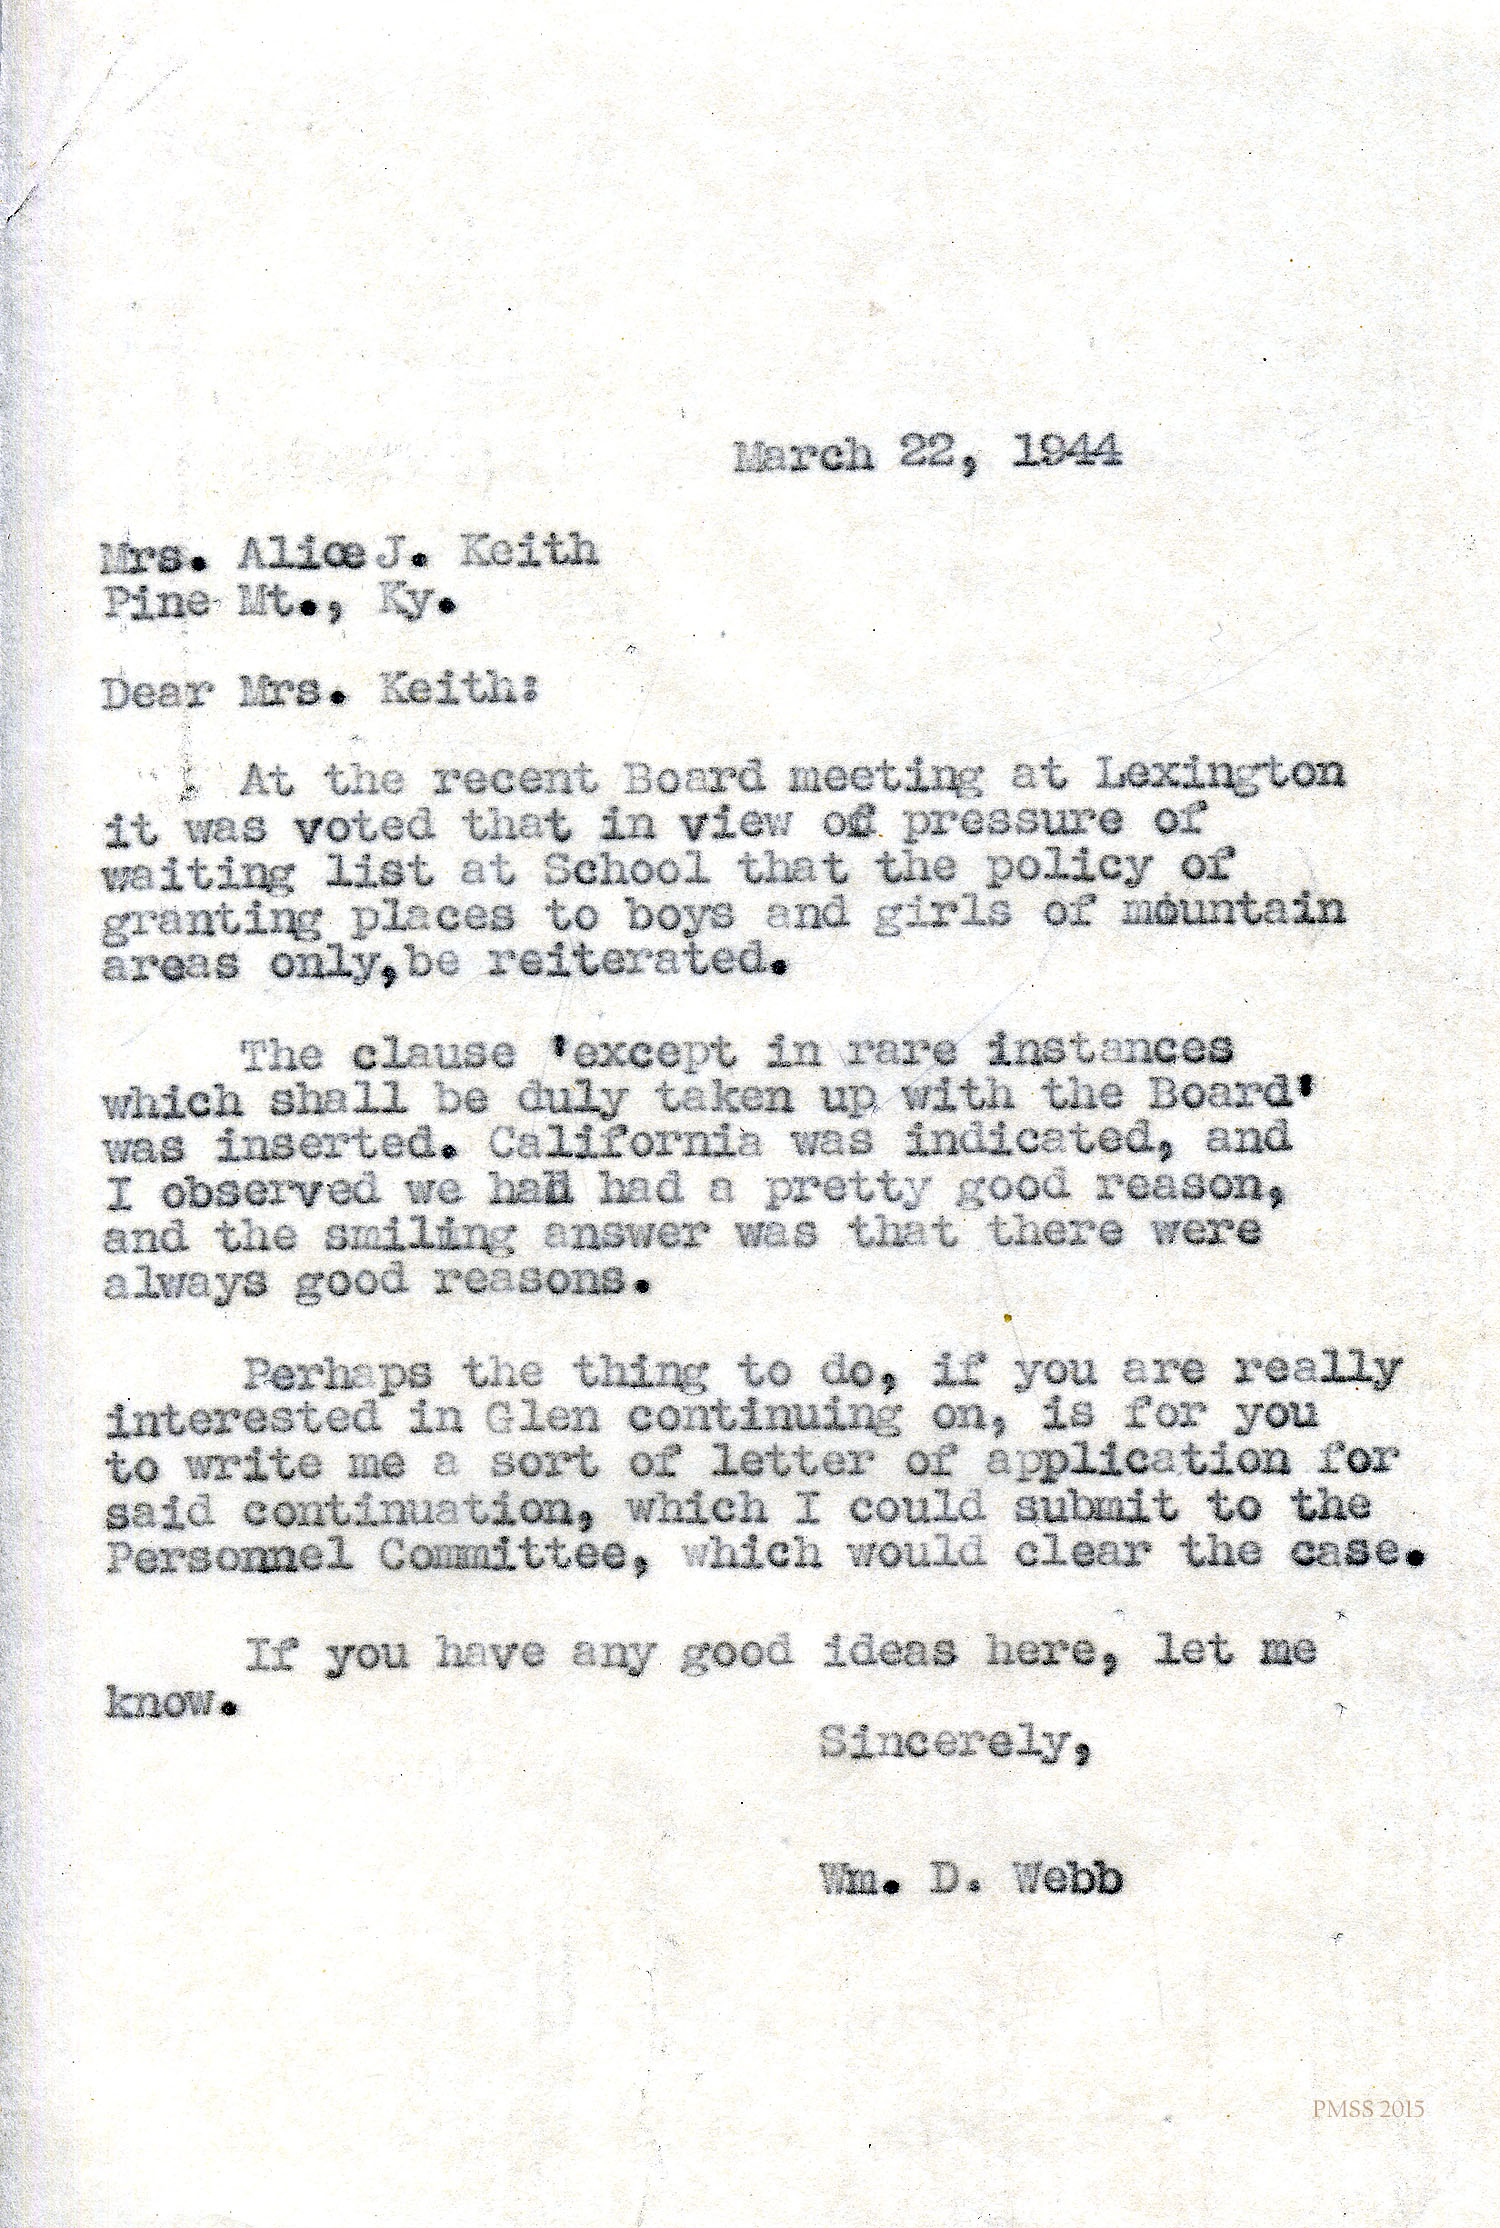 March 22, 1944
Mrs. Alice J. Keith
Pine Mt., Ky.
Dear Mrs. Keith:
At the recent Board meeting at Lexington
it was voted that in view of pressure of
waiting list at School that the policy of
granting places to boys and girls of mountain
areas only,be reiterated.
The clause 'except in rare instances
which shall be duly taken up with the Board'
was inserted. California was indicated, and
I observed we had had a pretty good reason,
and the smiling answer was that there were
always good reasons.
Perhaps the thing to do, if you are really
interested in Glen continuing on, is for you
to write me a sort of letter of application for
said continuation, which I could submit to the
Personnel Committee, which would clear the case.
If you have any good ideas here, let me
know.
Sincerely,
Wm. D. Webb
PMSS 2015